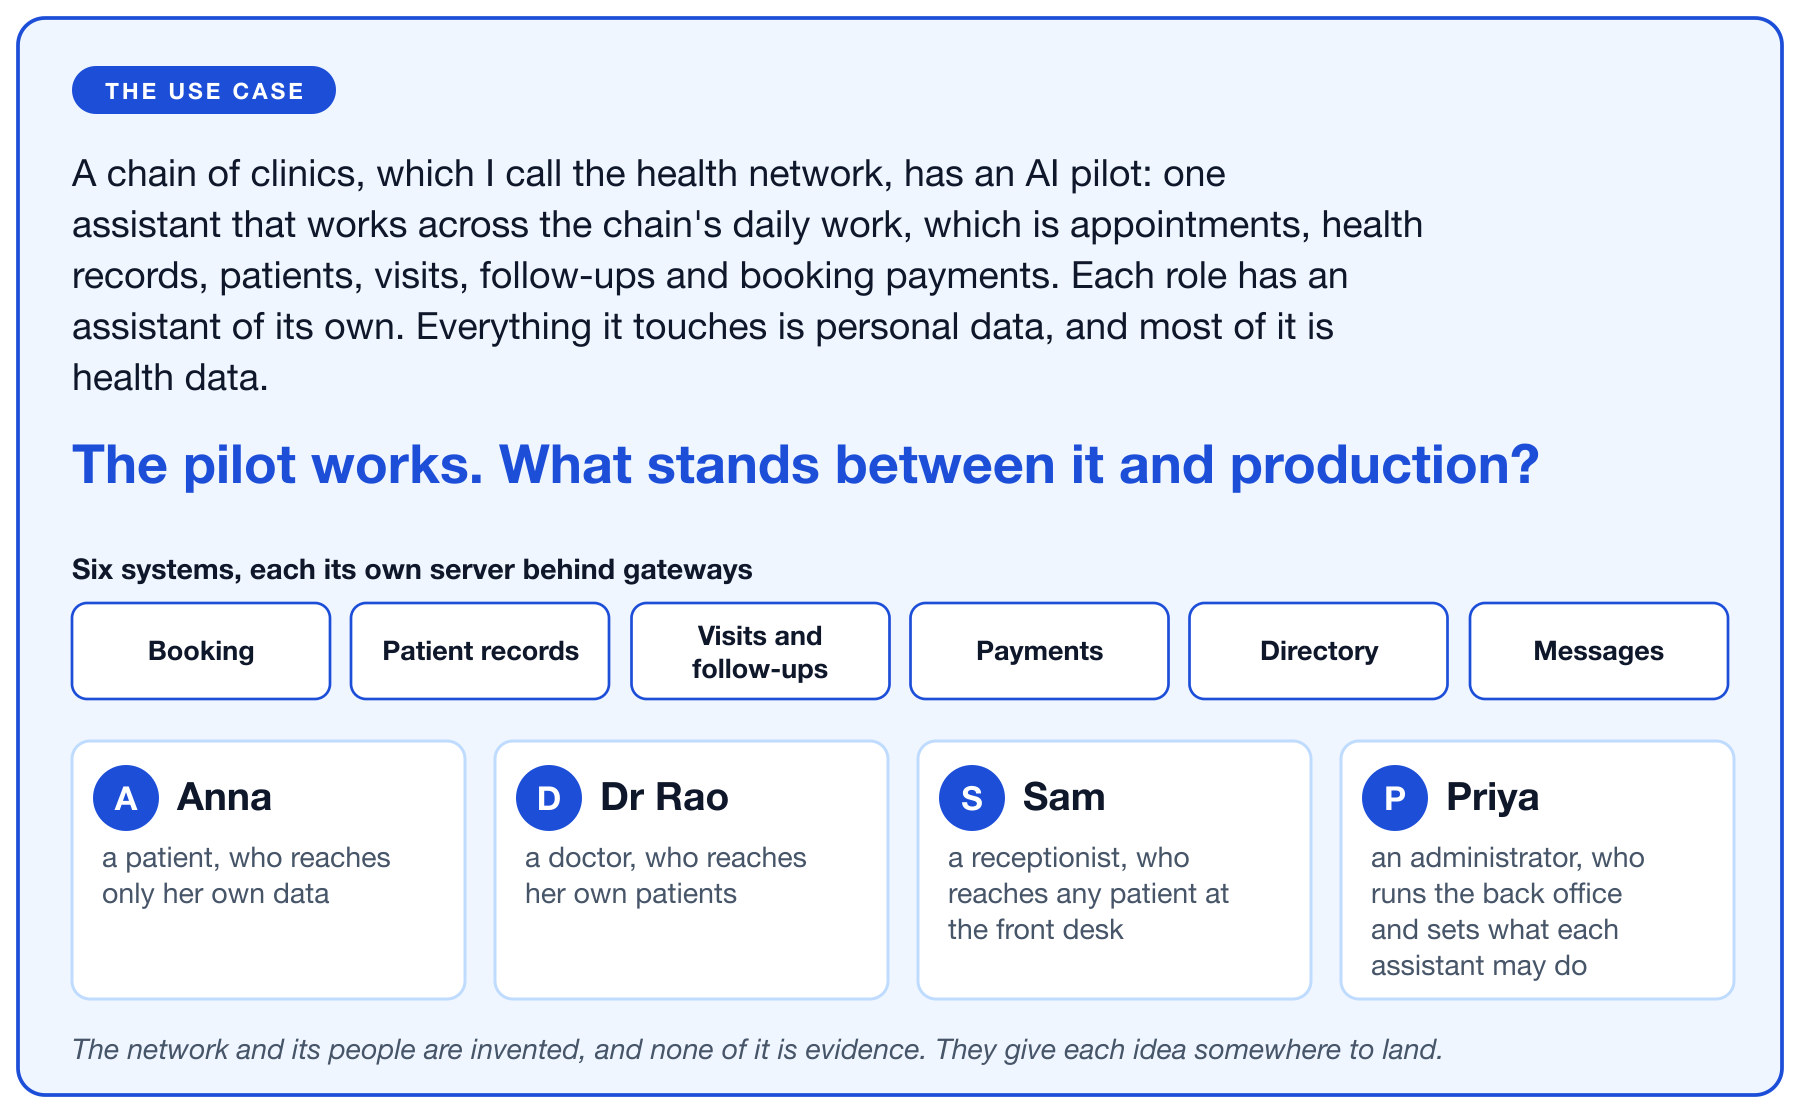 THE USE CASE
A chain of clinics, which I call the health network, has an AI pilot: one
assistant that works across the chain's daily work, which is appointments, health
records, patients, visits, follow-ups and booking payments. Each role has an
assistant of its own. Everything it touches is personal data, and most of it is
health data.
The pilot works. What stands between it and production?
Six systems, each its own server behind gateways
Booking
Patient records
Visits and
follow-ups
Payments
Directory
Messages
A
Anna
a patient, who reaches
only her own data
D
Dr Rao
a doctor, who reaches
her own patients
S
Sam
a receptionist, who
reaches any patient at
the front desk
P
Priya
an administrator, who
runs the back office
and sets what each
assistant may do
The network and its people are invented, and none of it is evidence. They give each idea somewhere to land.